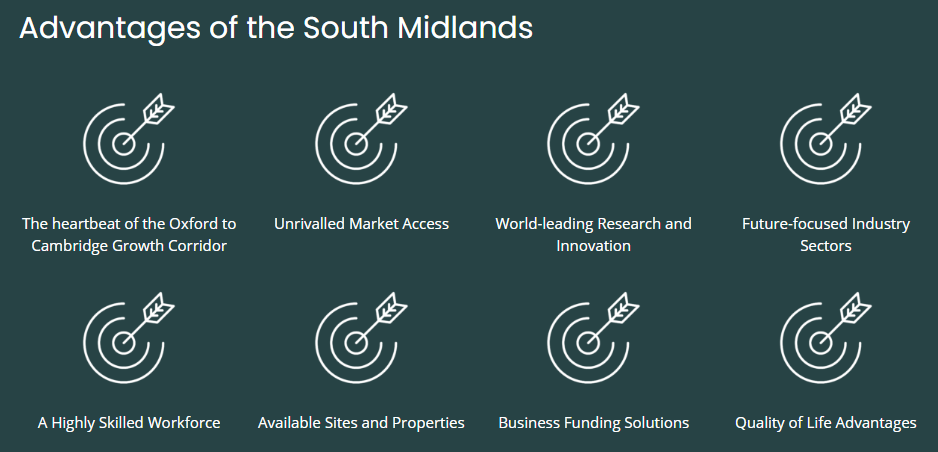 Advantages of the South Midlands
The heartbeat of the Oxford to
Cambridge Growth Corridor
Unrivalled Market Access
World-leading Research and
Innovation
Future-focused Industry
Sectors
A Highly Skilled Workforce
Available Sites and Properties
Business Funding Solutions
Quality of Life Advantages